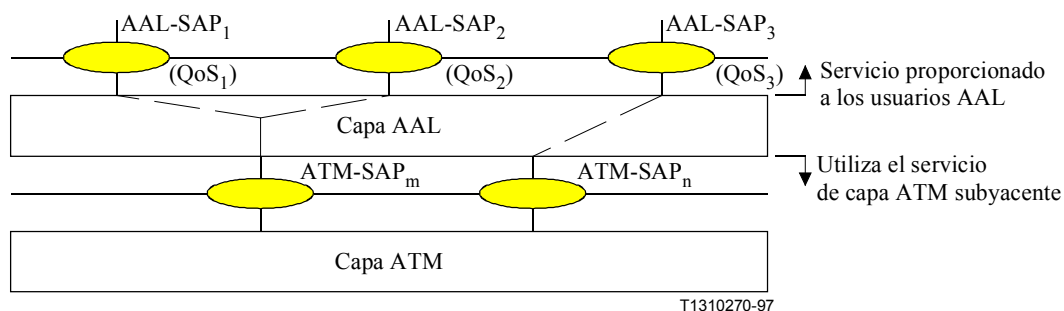 AAL-SAP₁ AAL-SAP₂ AAL-SAP₃
(QoS₁) (QoS₂) (QoS₃)
Servicio proporcionado
a los usuarios AAL
Capa AAL
Utiliza el servicio
de capa ATM subyacente
ATM-SAPₘ ATM-SAPₙ
Capa ATM
T1310270-97